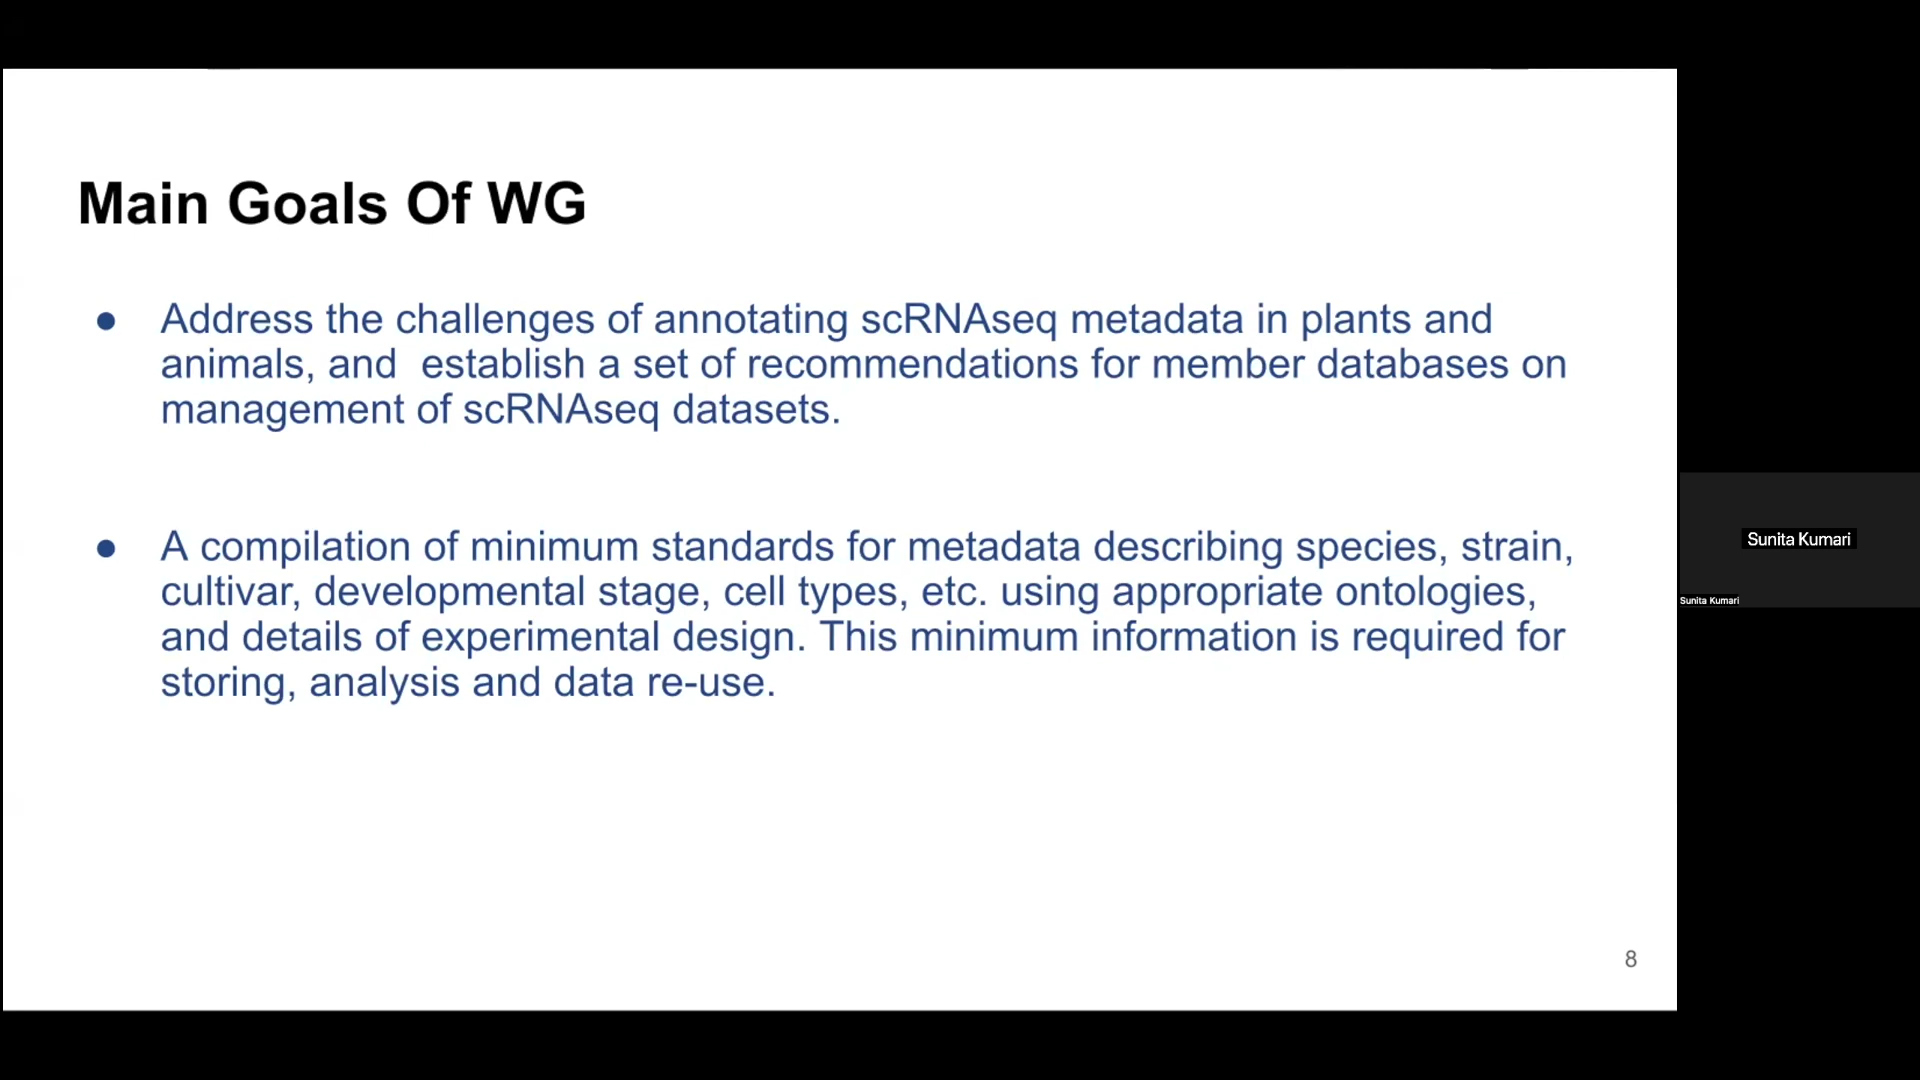 Main Goals Of WG
● Address the challenges of annotating scRNAseq metadata in plants and
animals, and  establish a set of recommendations for member databases on
management of scRNAseq datasets.
● A compilation of minimum standards for metadata describing species, strain,
cultivar, developmental stage, cell types, etc. using appropriate ontologies,
and details of experimental design. This minimum information is required for
storing, analysis and data re-use.
8
Sunita Kumari
Sunita Kumari